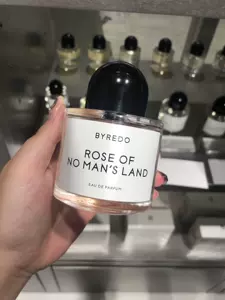 BYREDO
ROSE OF
NO MAN'S LAND
EAU DE PARFUM